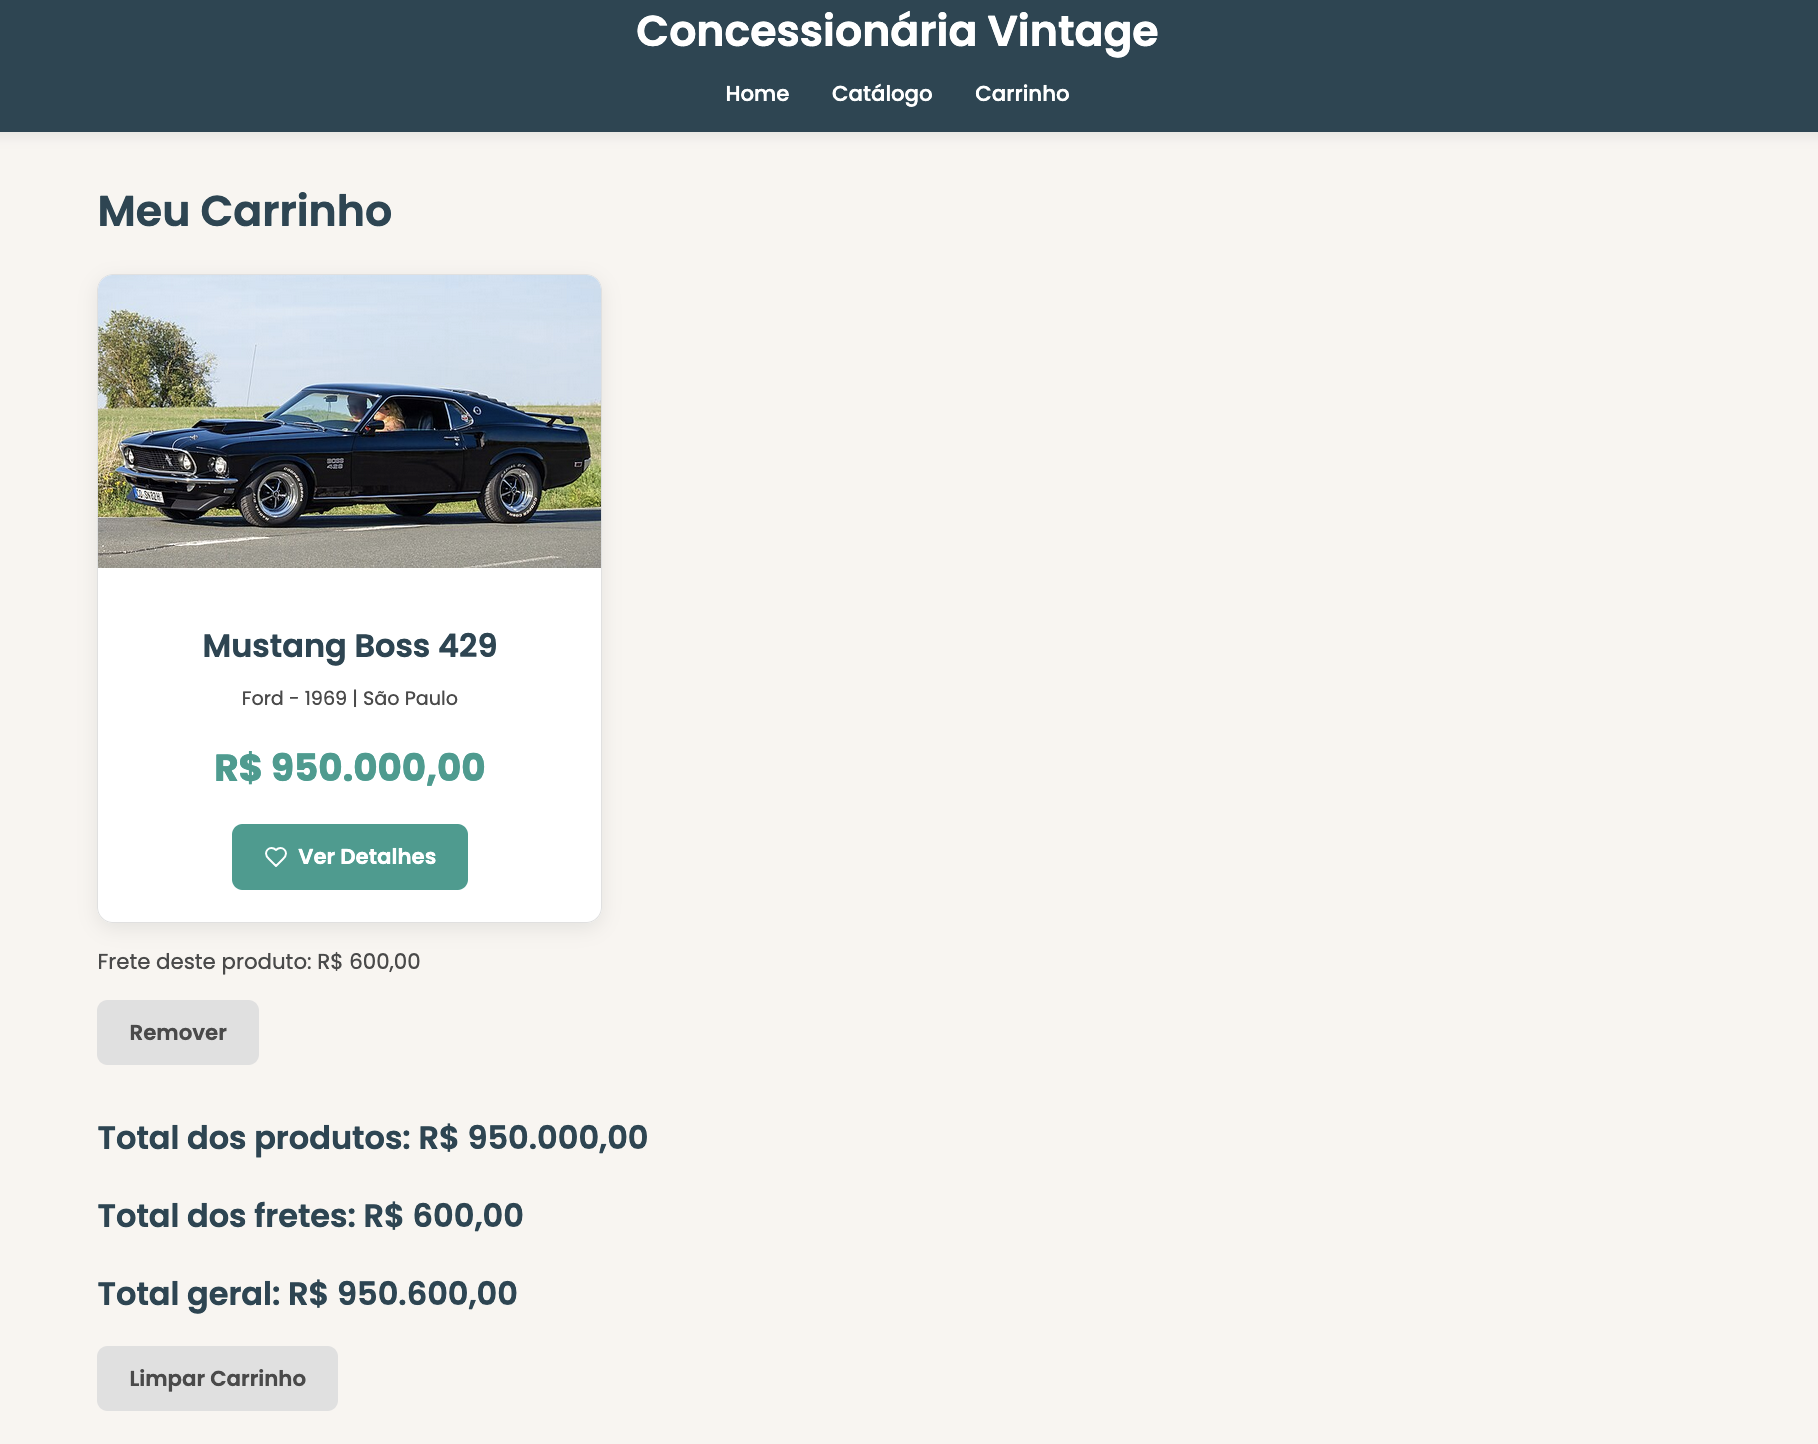 Concessionária Vintage
Home Catálogo Carrinho
Meu Carrinho
BOSS
429
Mustang Boss 429
Ford - 1969 | São Paulo
R$ 950.000,00
Ver Detalhes
Frete deste produto: R$ 600,00
Remover
Total dos produtos: R$ 950.000,00
Total dos fretes: R$ 600,00
Total geral: R$ 950.600,00
Limpar Carrinho